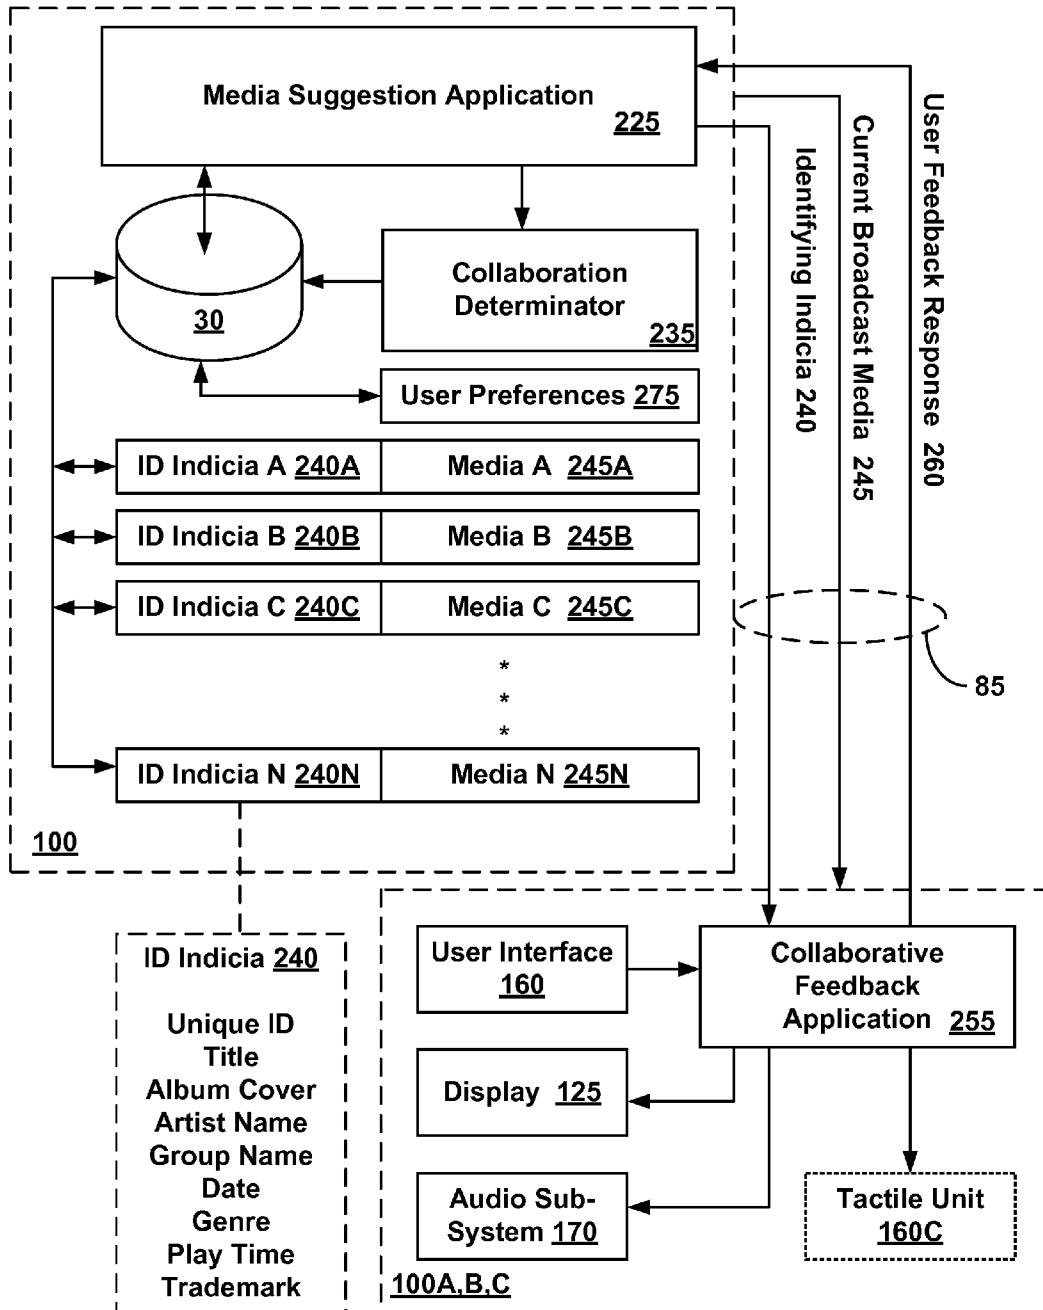 Media Suggestion Application
225
30
Collaboration
Determinator
235
User Preferences 275
ID Indicia A 240A
Media A 245A
ID Indicia B 240B
Media B 245B
ID Indicia C 240C
Media C 245C
*
*
*
ID Indicia N 240N
Media N 245N
100
Identifying Indicia 240
Current Broadcast Media 245
User Feedback Response 260
85
ID Indicia 240
Unique ID
Title
Album Cover
Artist Name
Group Name
Date
Genre
Play Time
Trademark
User Interface
160
Collaborative
Feedback
Application 255
Display 125
Audio Sub-
System 170
Tactile Unit
160C
100A,B,C